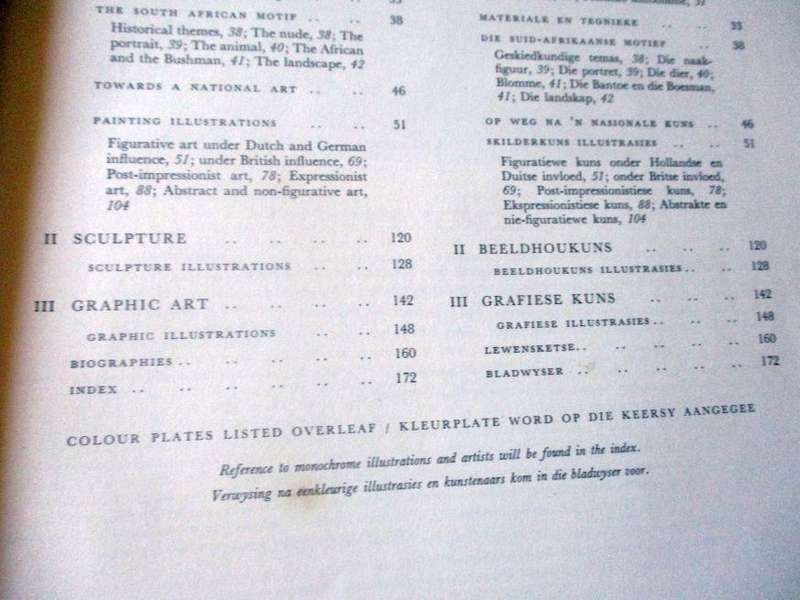 THE SOUTH AFRICAN MOTIF .. .. 38
Historical themes, 38; The nude, 38; The
portrait, 39; The animal, 40; The African
and the Bushman, 41; The landscape, 42
TOWARDS A NATIONAL ART .. .. 46
PAINTING ILLUSTRATIONS .. .. 51
Figurative art under Dutch and German
influence, 51; under British influence, 69;
Post-impressionist art, 78; Expressionist
art, 88; Abstract and non-figurative art,
104
II SCULPTURE .. .. .. .. 120
SCULPTURE ILLUSTRATIONS .. .. 128
III GRAPHIC ART .. .. .. .. 142
GRAPHIC ILLUSTRATIONS .. .. 148
BIOGRAPHIES .. .. .. .. .. 160
INDEX .. .. .. .. .. .. 172
MATERIALE EN TEGNIEKE .. .. 35
DIE SUID-AFRIKAANSE MOTIEF .. 38
Geskiedkundige temas, 38; Die naak-
figuur, 39; Die portret, 39; Die dier, 40;
Blomme, 41; Die Bantoe en die Boesman,
41; Die landskap, 42
OP WEG NA 'N NASIONALE KUNS .. 46
SKILDERKUNS ILLUSTRASIES .. .. 51
Figuratiewe kuns onder Hollandse en
Duitse invloed, 51; onder Britse invloed,
69; Post-impressionistiese kuns, 78;
Ekspressionistiese kuns, 88; Abstrakte en
nie-figuratiewe kuns, 104
II BEELDHOUKUNS .. .. .. 120
BEELDHOUKUNS ILLUSTRASIES .. .. 128
III GRAFIESE KUNS .. .. .. 142
GRAFIESE ILLUSTRASIES .. .. .. 148
LEWENSKETSE .. .. .. .. .. 160
BLADWYSER .. .. .. .. .. 172
COLOUR PLATES LISTED OVERLEAF / KLEURPLATE WORD OP DIE KEERSY AANGEGEE
Reference to monochrome illustrations and artists will be found in the index.
Verwysing na eenkleurige illustrasies en kunstenaars kom in die bladwyser voor.